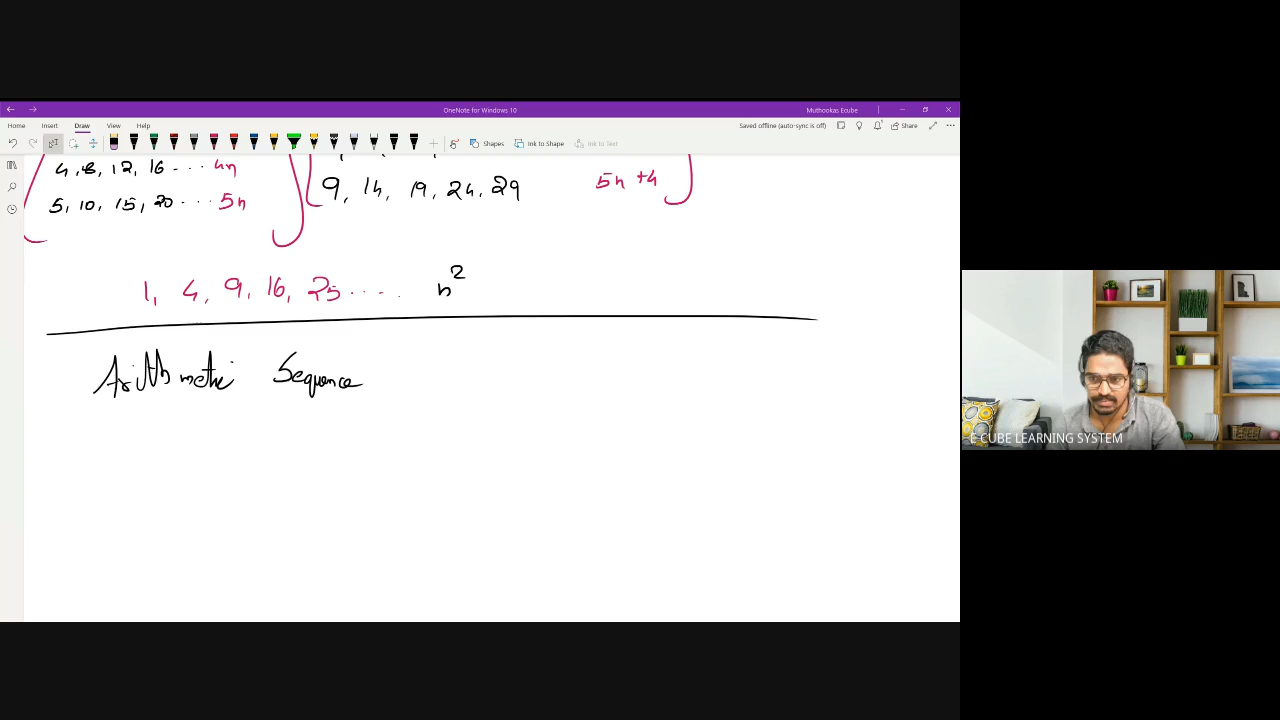 OneNote for Windows 10
Muthookas Ecube
Home Insert Draw View Help
Saved offline (auto-sync is off)
Share
Shapes Ink to Shape Ink to Text
4, 8, 12, 16 ... 4n
5, 10, 15, 20 ... 5n
9, 14, 19, 24, 29 5n +4
1, 4, 9, 16, 25 ..... n²
Arithmetic Sequence
E CUBE LEARNING SYSTEM